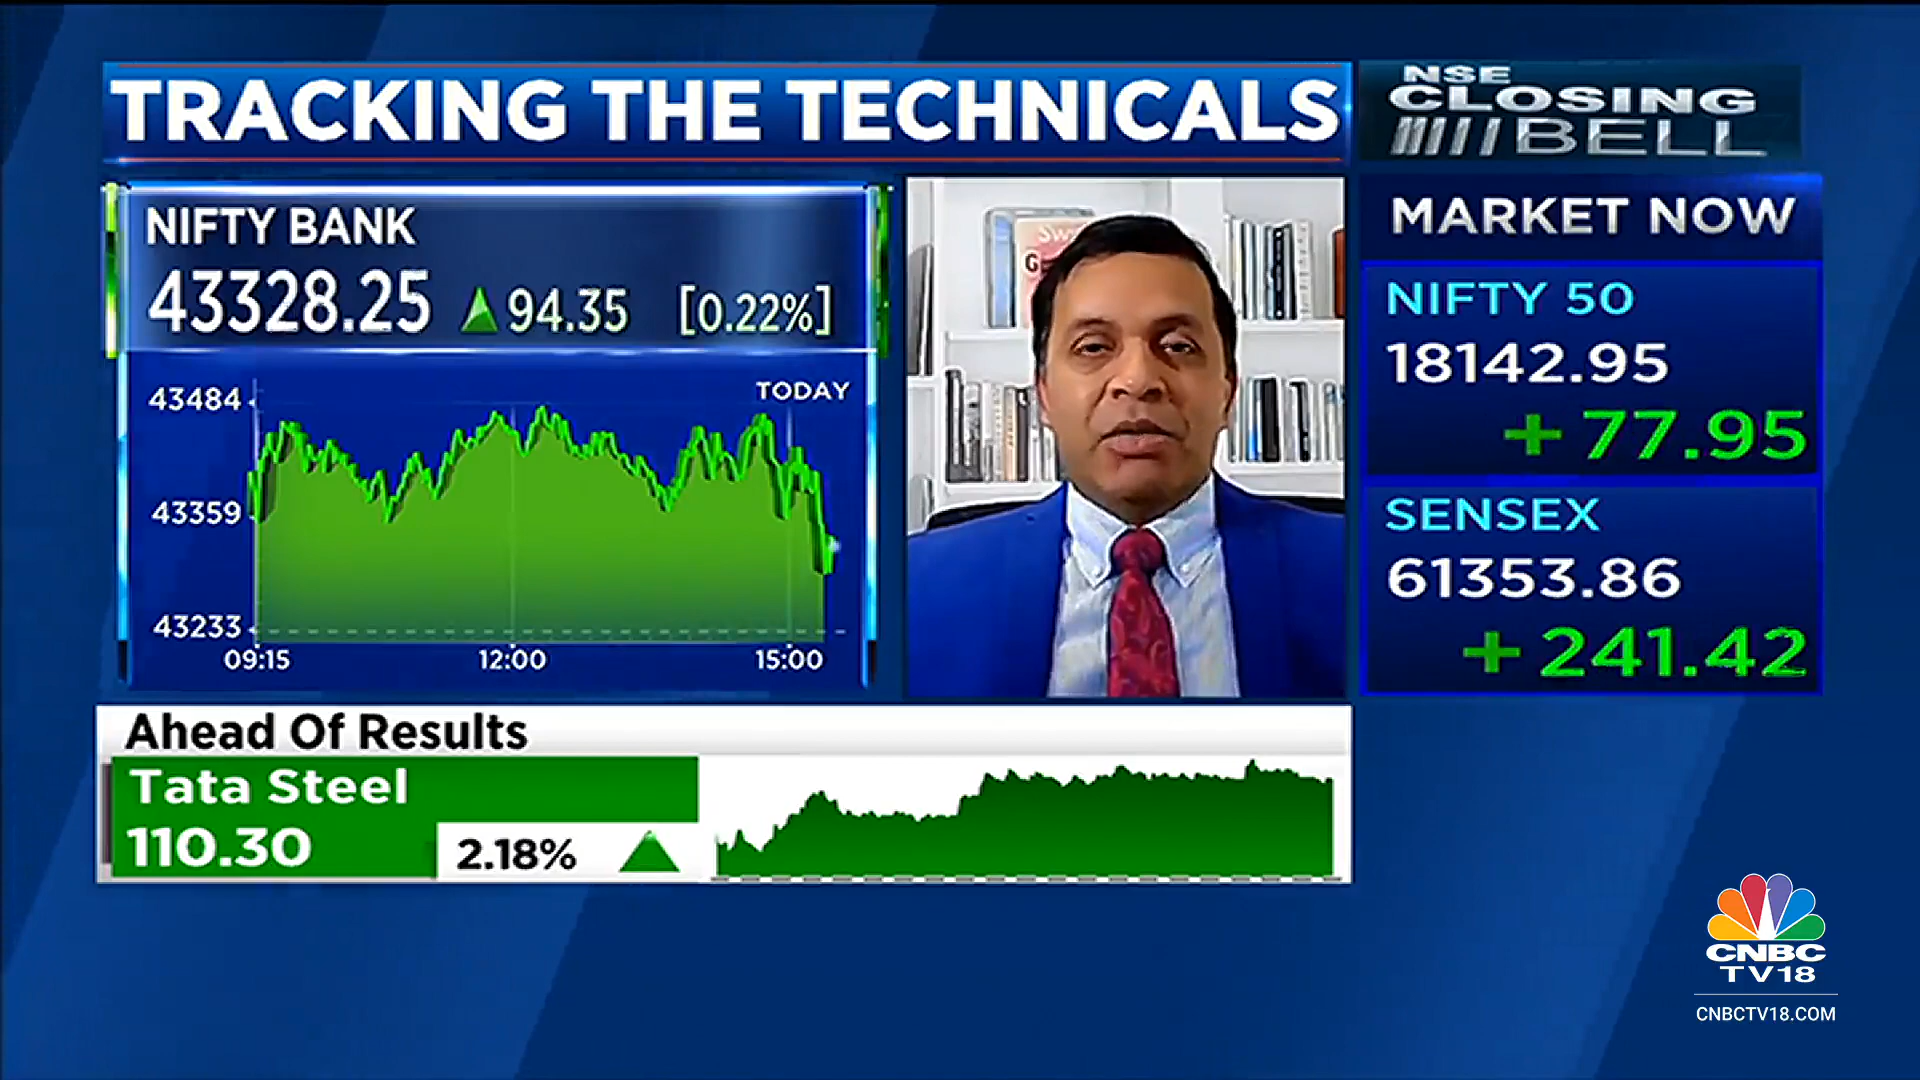 TRACKING THE TECHNICALS
NSE
CLOSING
BELL
NIFTY BANK
43328.25 ▲ 94.35 [0.22%]
TODAY
43484
43359
43233
09:15 12:00 15:00
Sw
G
MARKET NOW
NIFTY 50
18142.95
+ 77.95
SENSEX
61353.86
+ 241.42
Ahead Of Results
Tata Steel
110.30
2.18%
CNBC
TV18
CNBCTV18.COM